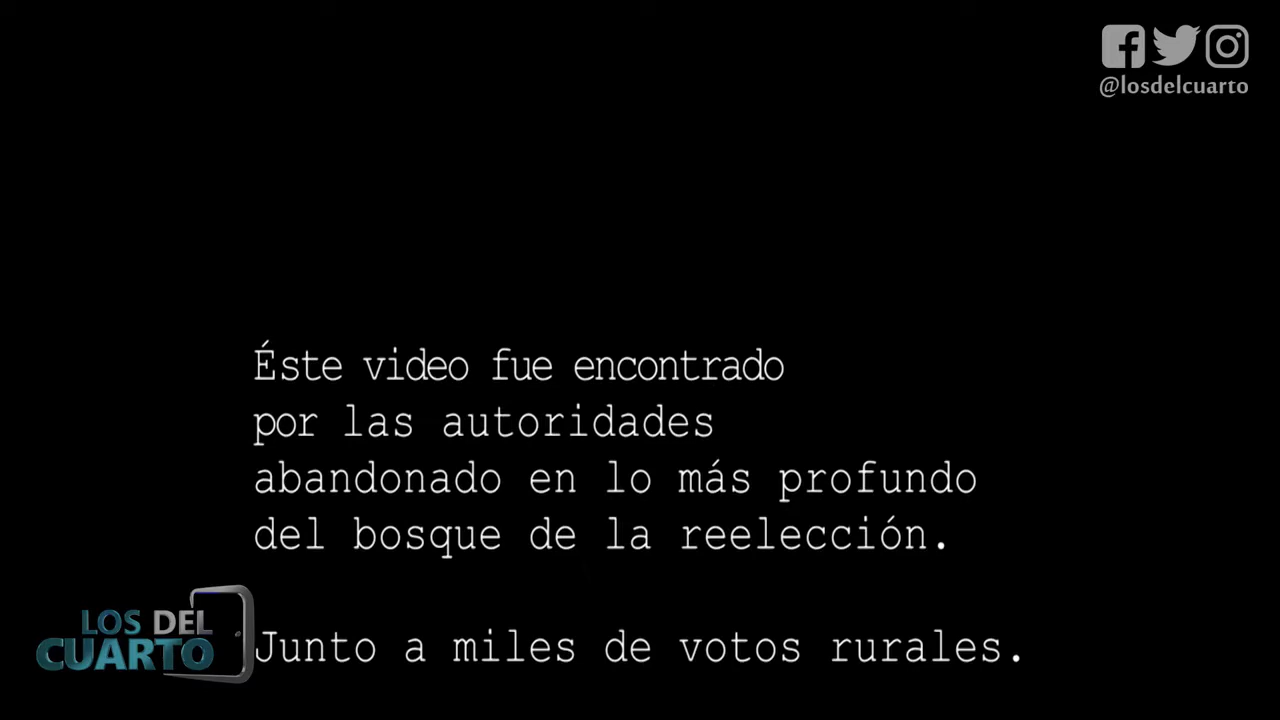 @losdelcuarto
Éste video fue encontrado
por las autoridades
abandonado en lo más profundo
del bosque de la reelección.
Junto a miles de votos rurales.
LOS DEL
CUARTO